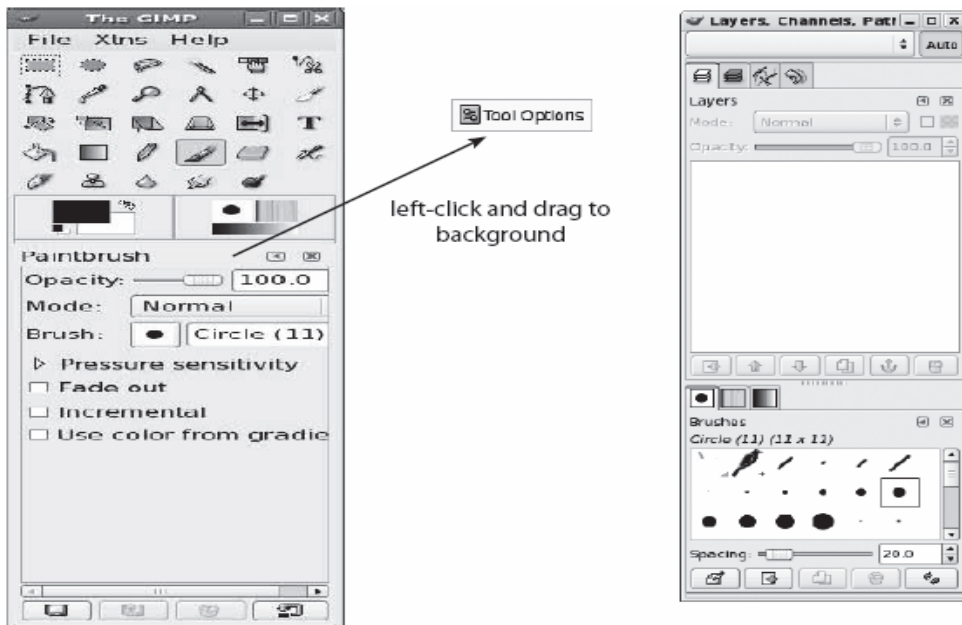 The GIMP
File Xtns Help
Paintbrush
Opacity: 100.0
Mode: Normal
Brush: Circle (11)
Pressure sensitivity
Fade out
Incremental
Use color from gradie
Tool Options
left-click and drag to
background
Layers, Channels, Pat
Auto
Layers
Mode: Normal
Opacity: 100.0
Brushes
Circle (11) (11 x 11)
Spacing: 20.0